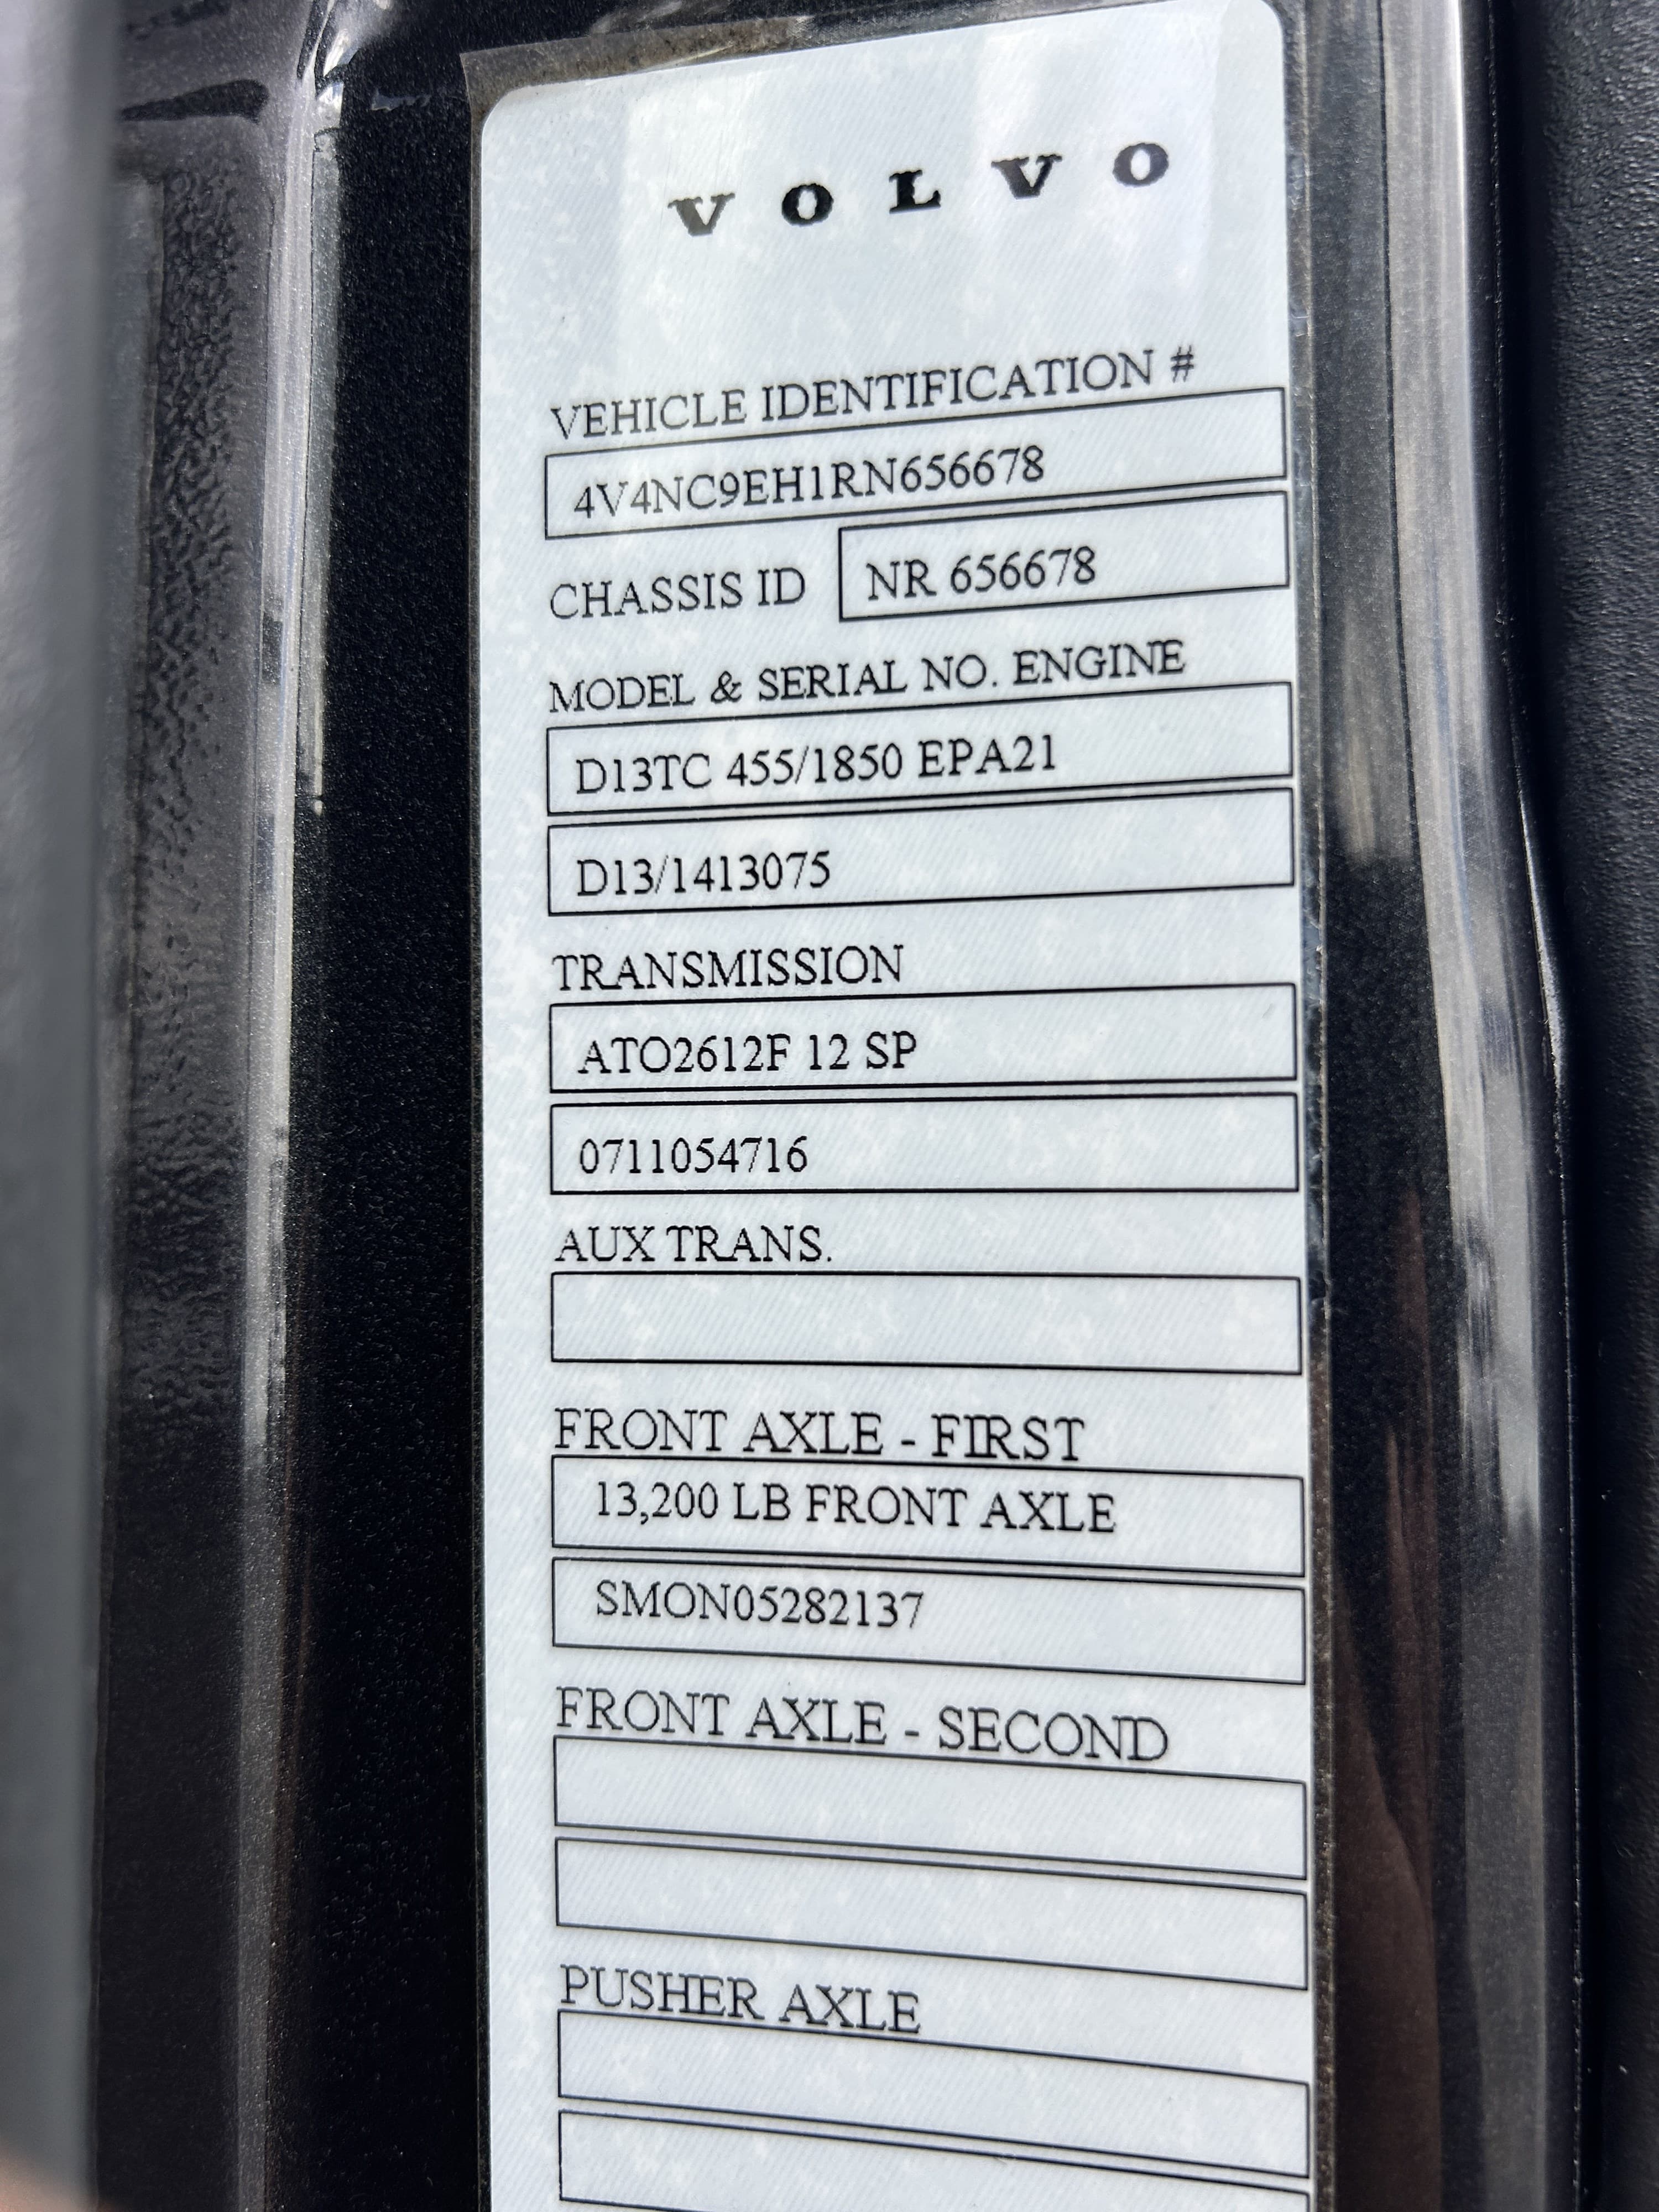 VOLVO
VEHICLE IDENTIFICATION #
4V4NC9EH1RN656678
CHASSIS ID NR 656678
MODEL & SERIAL NO. ENGINE
D13TC 455/1850 EPA21
D13/1413075
TRANSMISSION
ATO2612F 12 SP
0711054716
AUX TRANS.
FRONT AXLE - FIRST
13,200 LB FRONT AXLE
SMON05282137
FRONT AXLE - SECOND
PUSHER AXLE